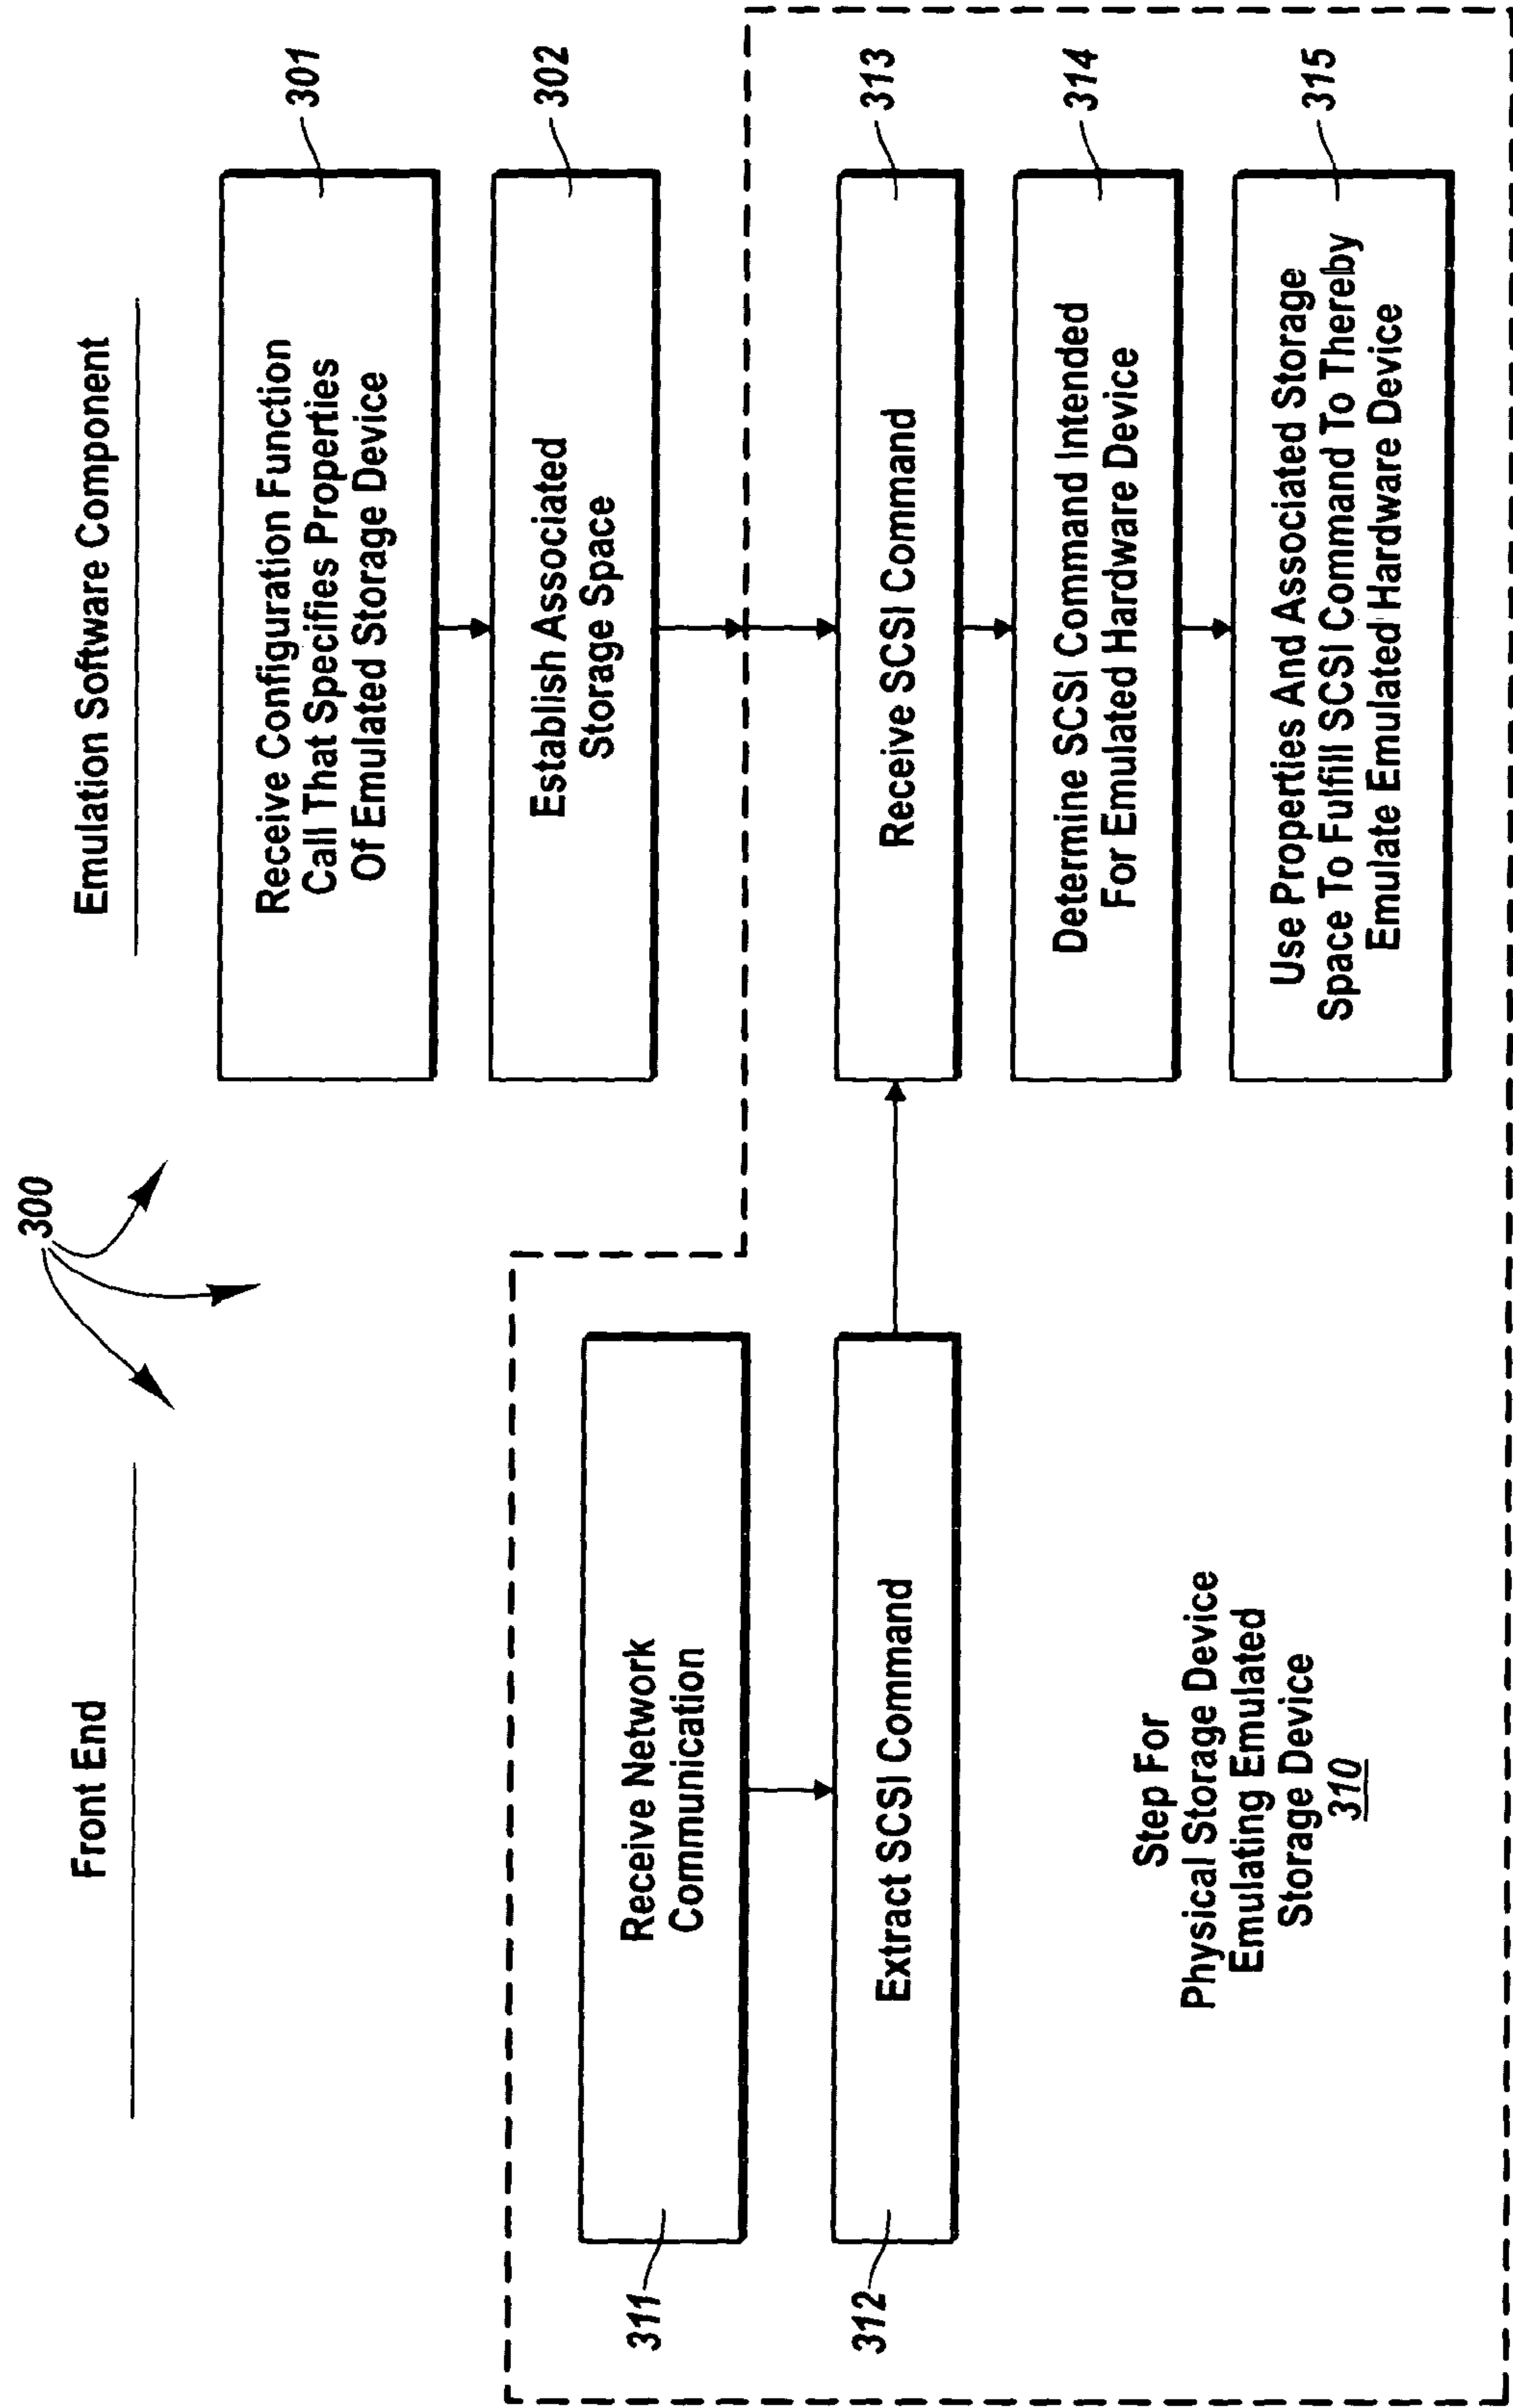 300
Front End
Emulation Software Component
Receive Configuration Function
Call That Specifies Properties
Of Emulated Storage Device
301
Establish Associated
Storage Space
302
311
Receive Network
Communication
312
Extract SCSI Command
Receive SCSI Command
313
Determine SCSI Command Intended
For Emulated Hardware Device
314
Use Properties And Associated Storage
Space To Fulfill SCSI Command To Thereby
Emulate Emulated Hardware Device
315
Step For
Physical Storage Device
Emulating Emulated
Storage Device
310